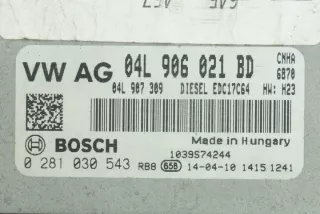 VW AG 04L 906 021 BD CNHA
6870
04L 907 309 DIESEL EDC17C64 HW: H23
BOSCH Made in Hungary
1039S74244
0 281 030 543 RB8 658 14-04-10 1415 1241